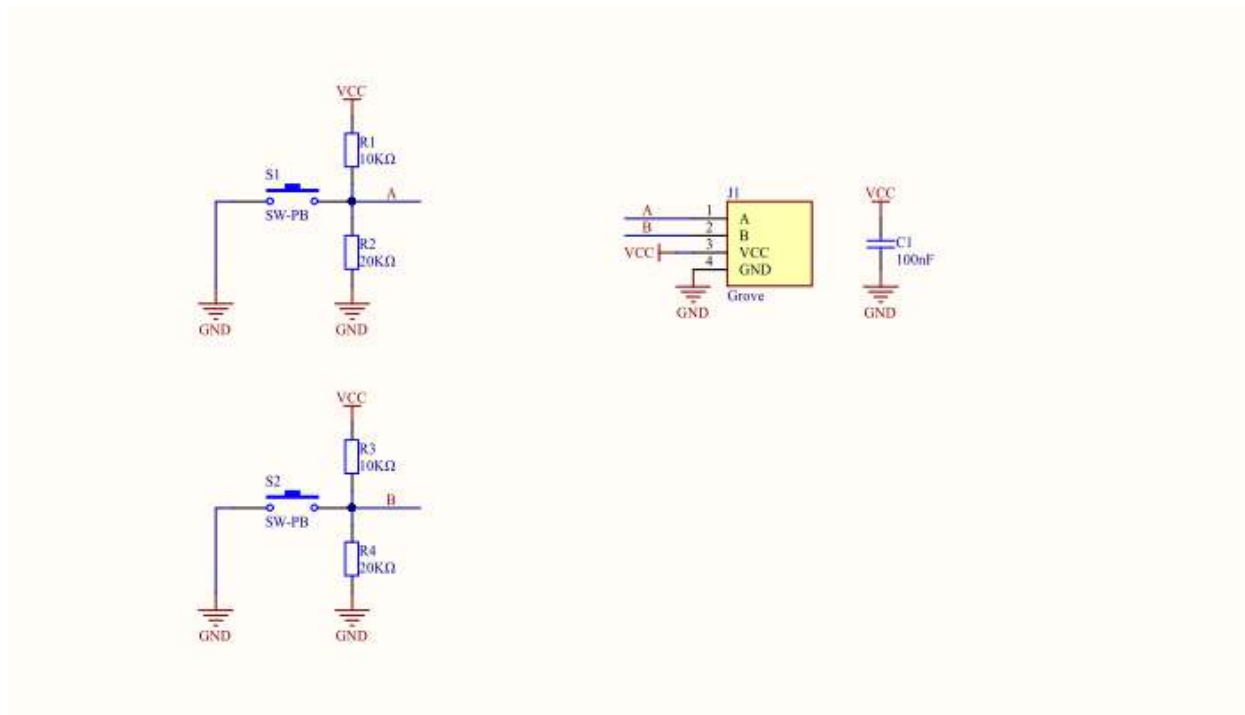 VCC
R1
10KΩ
S1
SW-PB
A
R2
20KΩ
GND
GND
J1
A
1
A
B
2
B
VCC
3
VCC
4
GND
GND
Grove
VCC
C1
100nF
GND
VCC
R3
10KΩ
S2
SW-PB
B
R4
20KΩ
GND
GND